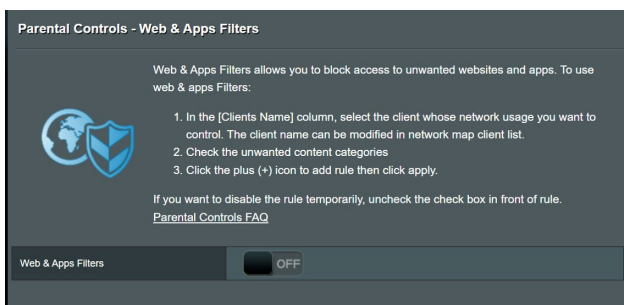 Parental Controls - Web & Apps Filters
Web & Apps Filters allows you to block access to unwanted websites and apps. To use
web & apps Filters:
1. In the [Clients Name] column, select the client whose network usage you want to
control. The client name can be modified in network map client list.
2. Check the unwanted content categories
3. Click the plus (+) icon to add rule then click apply.
If you want to disable the rule temporarily, uncheck the check box in front of rule.
Parental Controls FAQ
Web & Apps Filters
OFF